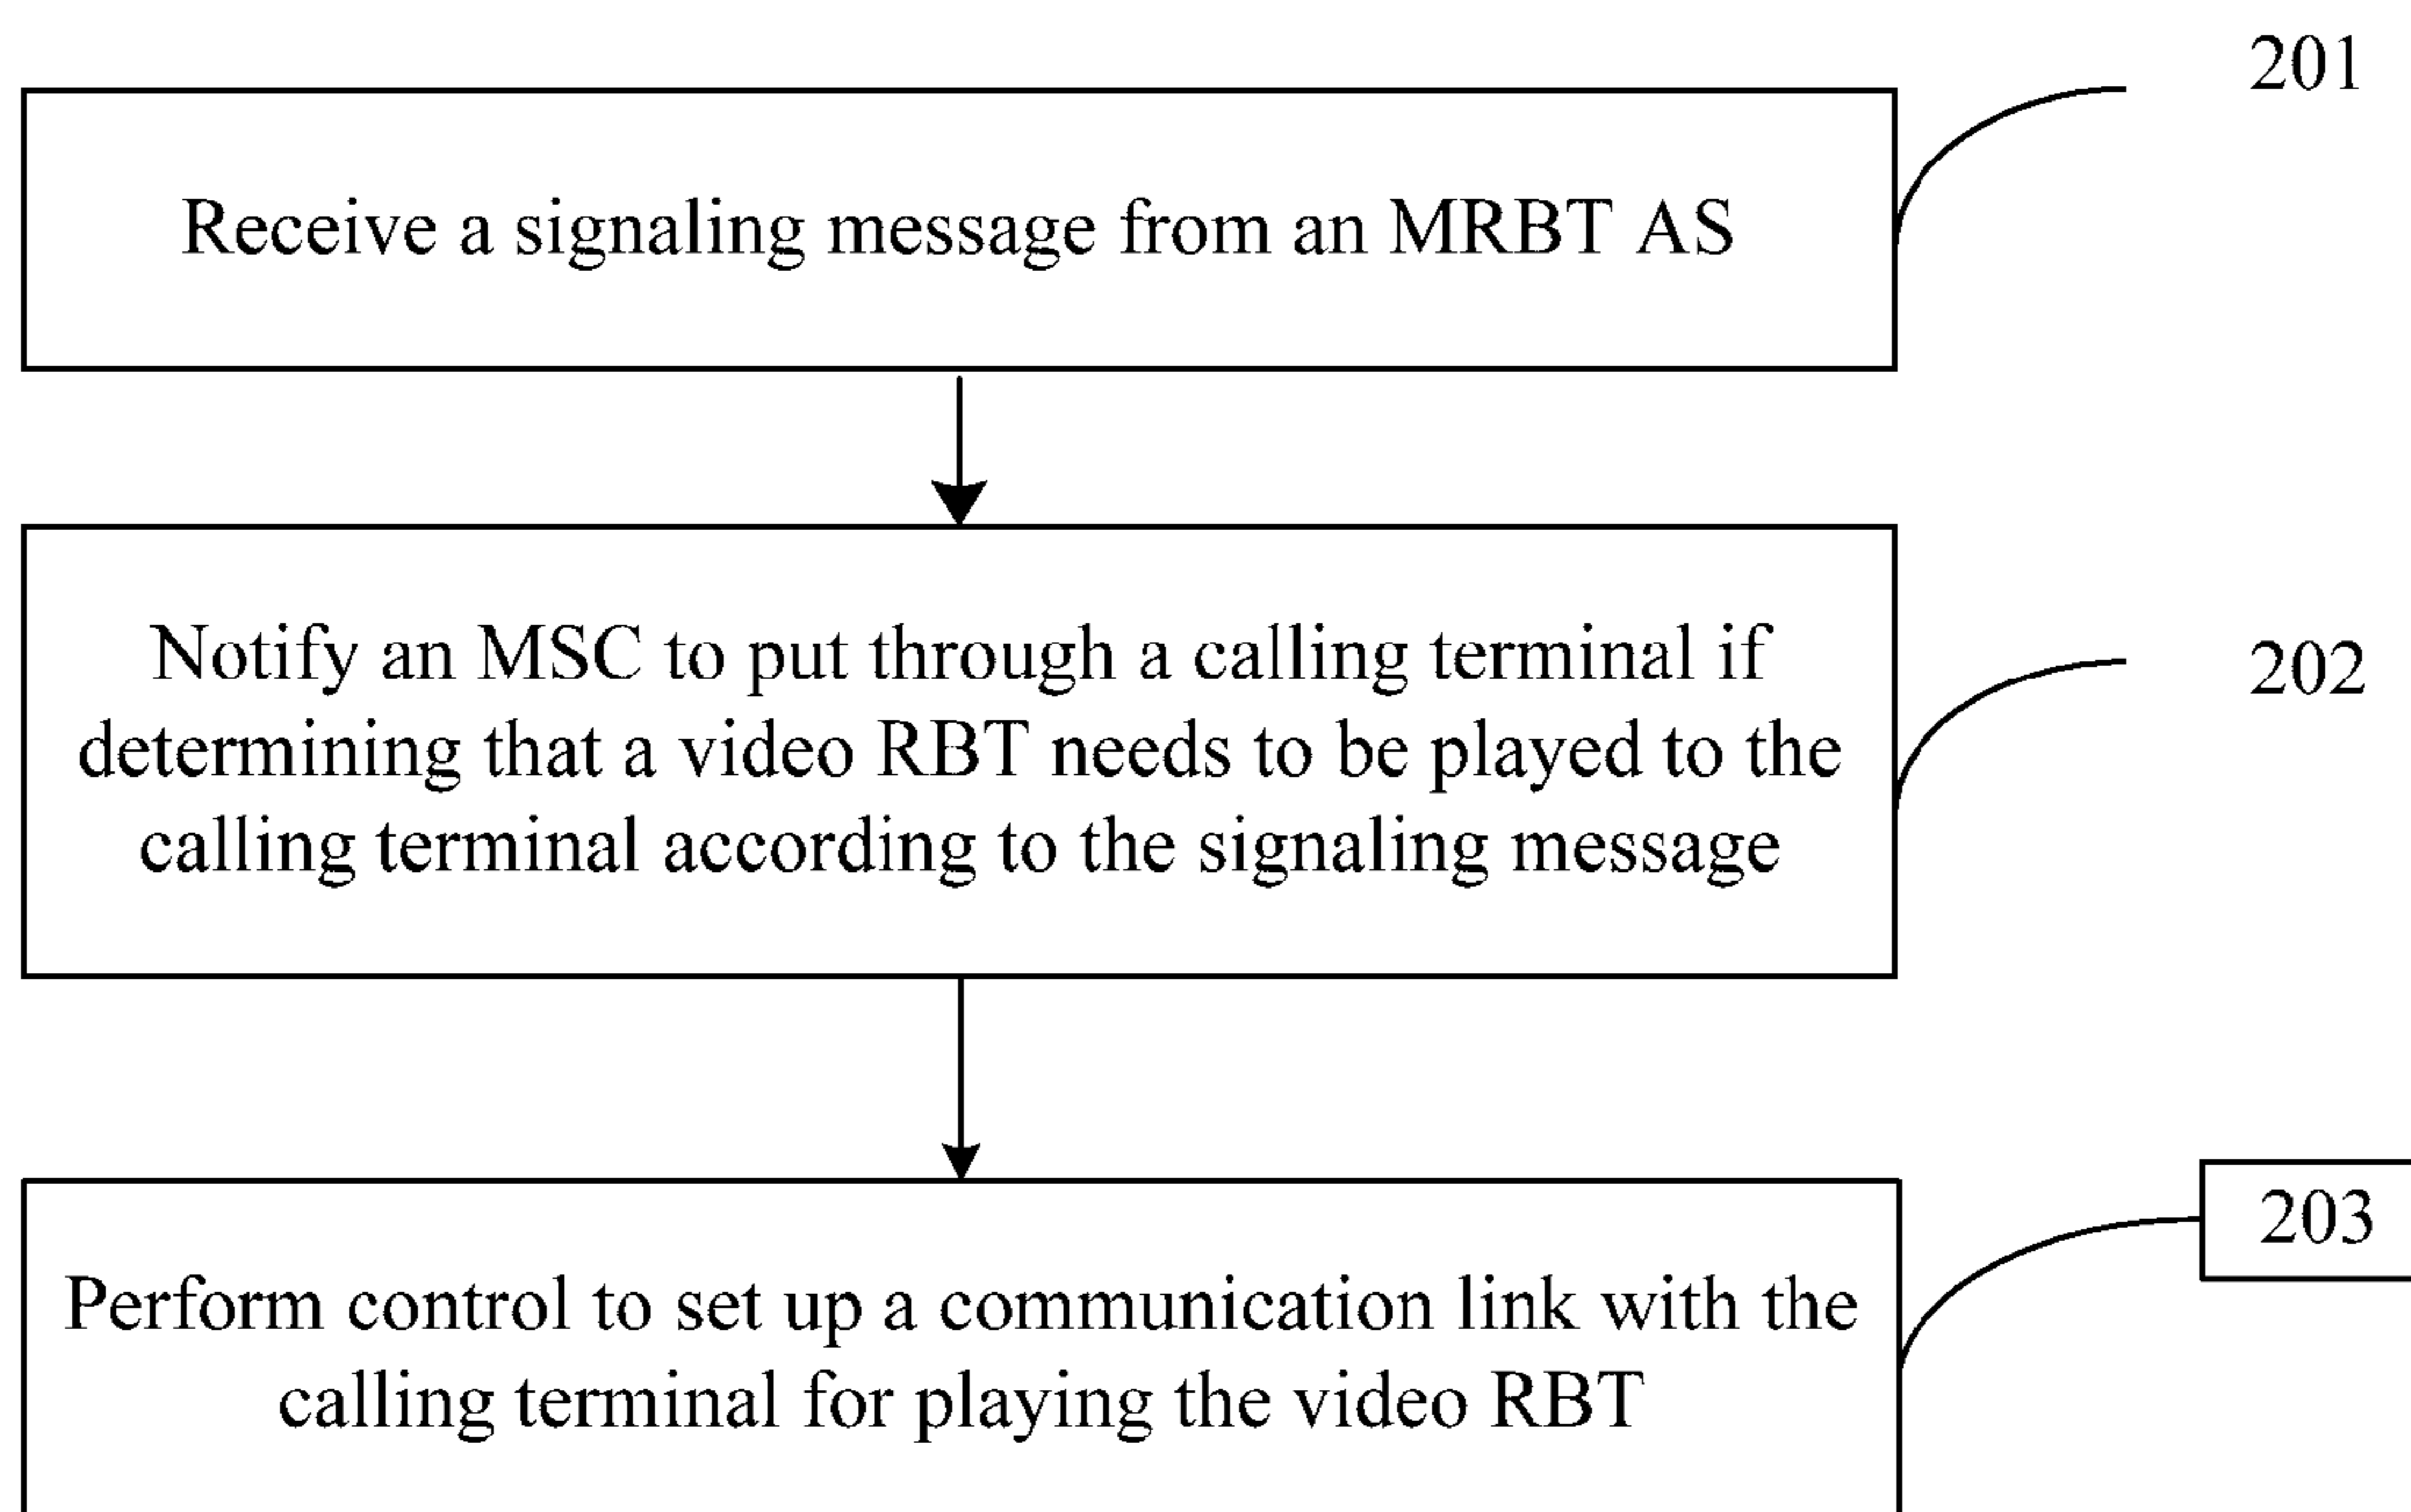 201
Receive a signaling message from an MRBT AS
Notify an MSC to put through a calling terminal if
determining that a video RBT needs to be played to the
calling terminal according to the signaling message
202
203
Perform control to set up a communication link with the
calling terminal for playing the video RBT